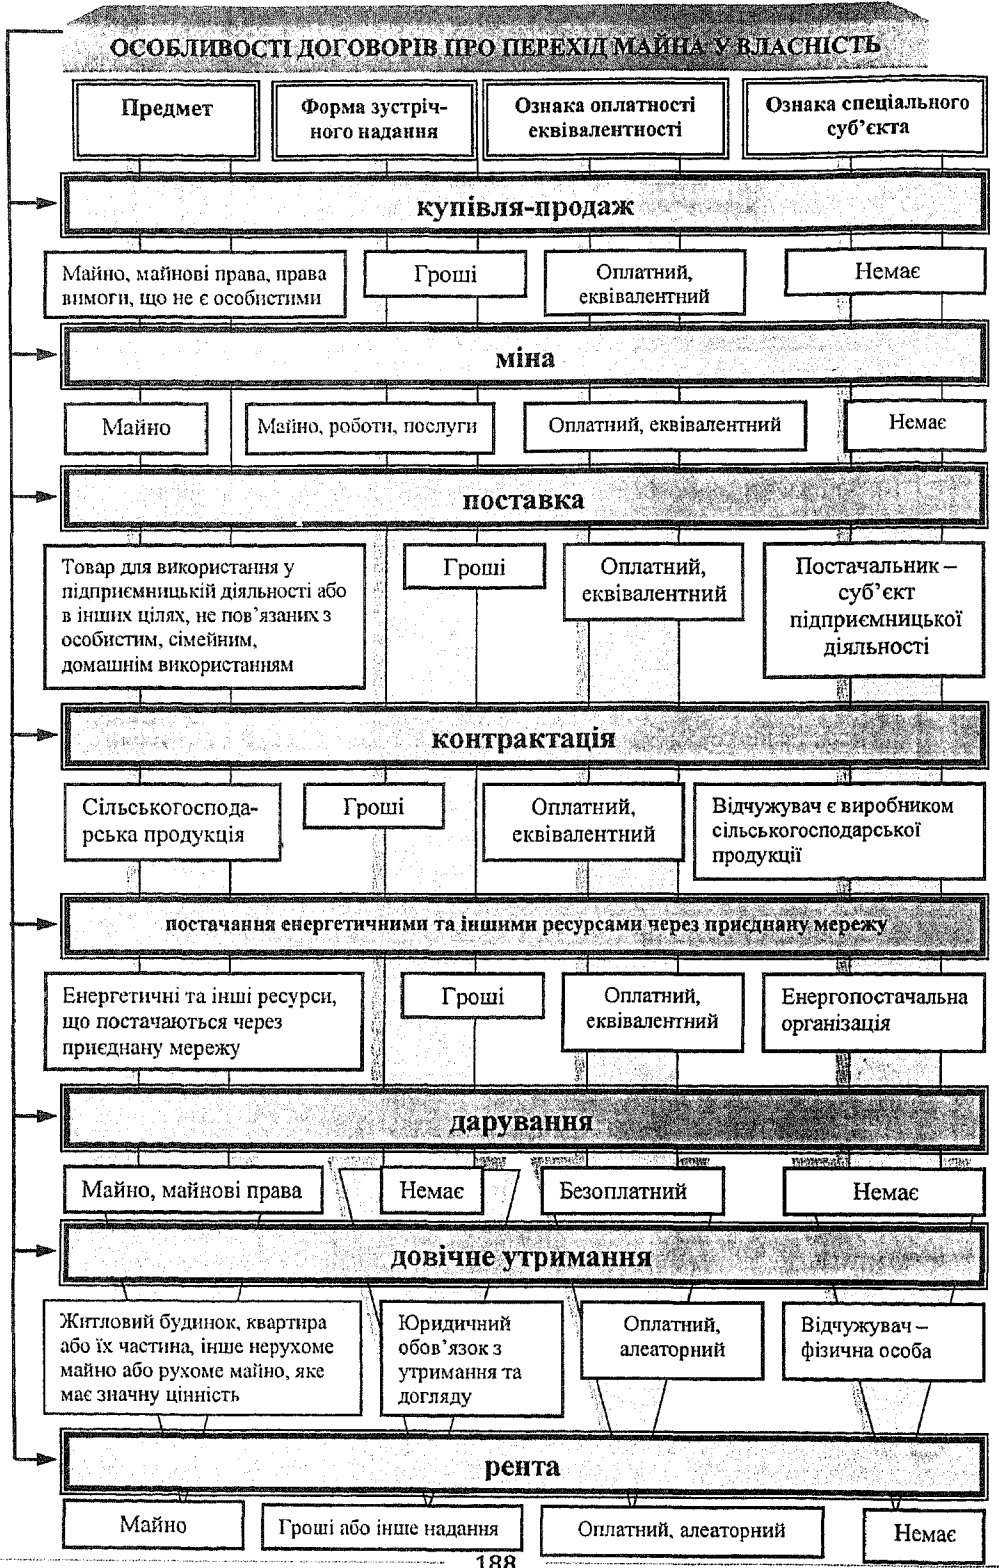 ОСОБЛИВОСТІ ДОГОВОРІВ ПРО ПЕРЕХІД МАЙНА У ВЛАСНІСТЬ
Предмет
Форма зустріч-
ного надання
Ознака оплатності
еквівалентності
Ознака спеціального
суб’єкта
купівля-продаж
Майно, майнові права, права
вимоги, що не є особистими
Гроші
Оплатний,
еквівалентний
Немає
міна
Майно
Майно, роботи, послуги
Оплатний, еквівалентний
Немає
поставка
Товар для використання у
підприємницькій діяльності або
в інших цілях, не пов’язаних з
особистим, сімейним,
домашнім використанням
Гроші
Оплатний,
еквівалентний
Постачальник –
суб’єкт
підприємницької
діяльності
контрактація
Сільськогоспода-
рська продукція
Гроші
Оплатний,
еквівалентний
Відчужувач є виробником
сільськогосподарської
продукції
постачання енергетичними та іншими ресурсами через приєднану мережу
Енергетичні та інші ресурси,
що постачаються через
приєднану мережу
Гроші
Оплатний,
еквівалентний
Енергопостачальна
організація
дарування
Майно, майнові права
Немає
Безоплатний
Немає
довічне утримання
Житловий будинок, квартира
або їх частина, інше нерухоме
майно або рухоме майно, яке
має значну цінність
Юридичний
обов’язок з
утримання та
догляду
Оплатний,
алеаторний
Відчужувач –
фізична особа
рента
Майно
Гроші або інше надання
Оплатний, алеаторний
Немає
188